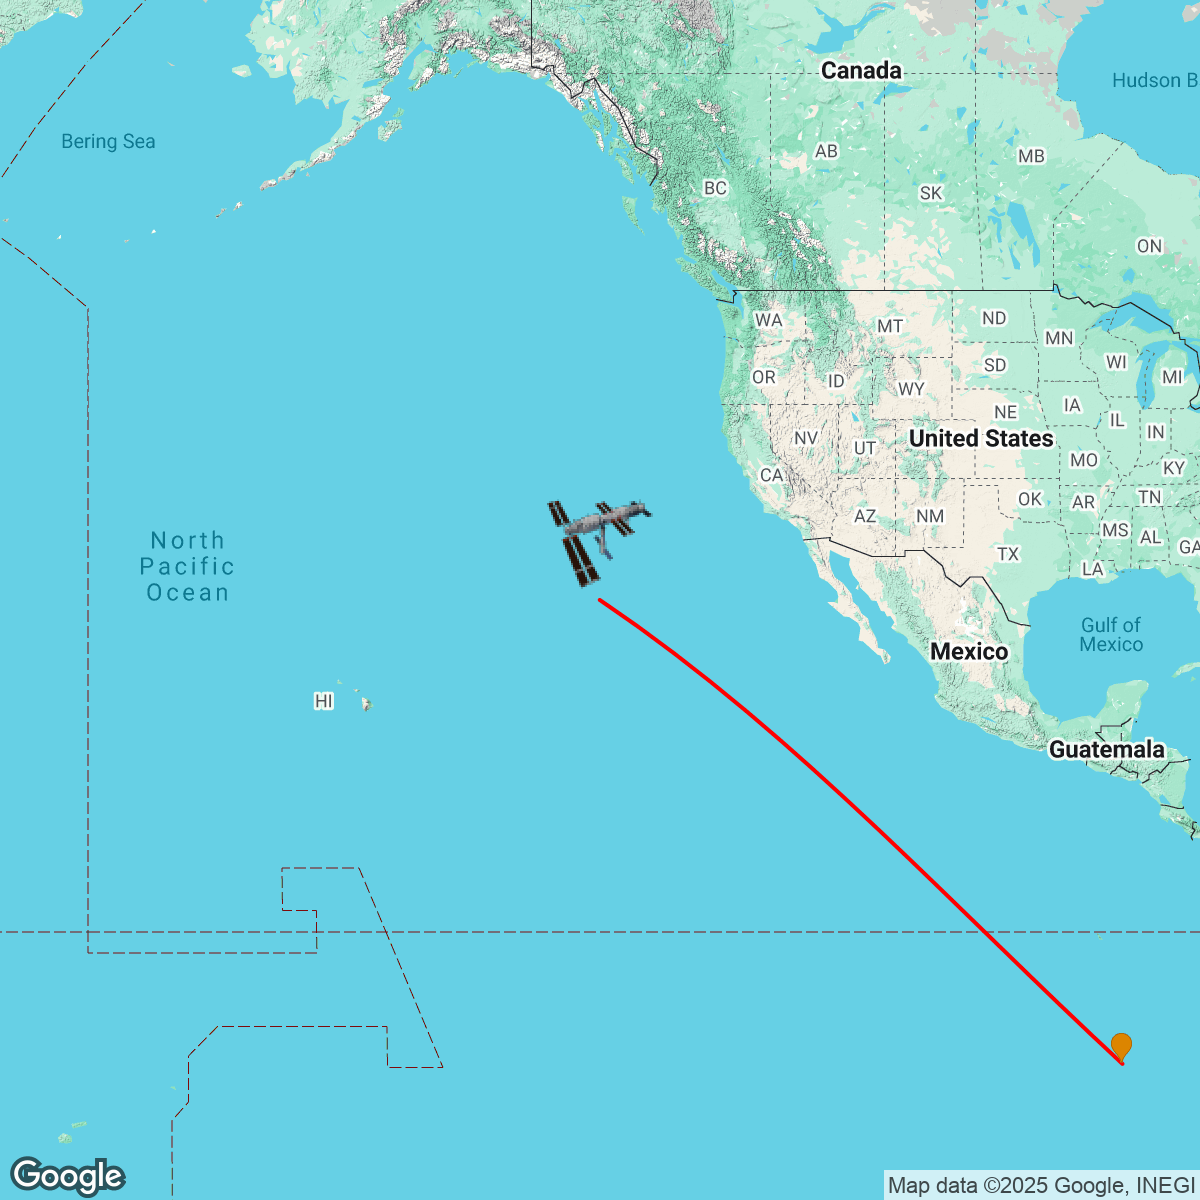 Canada
Hudson B
Bering Sea
AB
MB
BC
SK
ON
WA
MT
ND
MN
WI
MI
OR
ID
WY
SD
NE
IA
IL
IN
NV
UT
United States
MO
KY
CA
OK
AR
TN
AZ
NM
MS
AL
GA
TX
LA
North
Pacific
Ocean
Gulf of
Mexico
Mexico
HI
Guatemala
Google
Map data ©2025 Google, INEGI